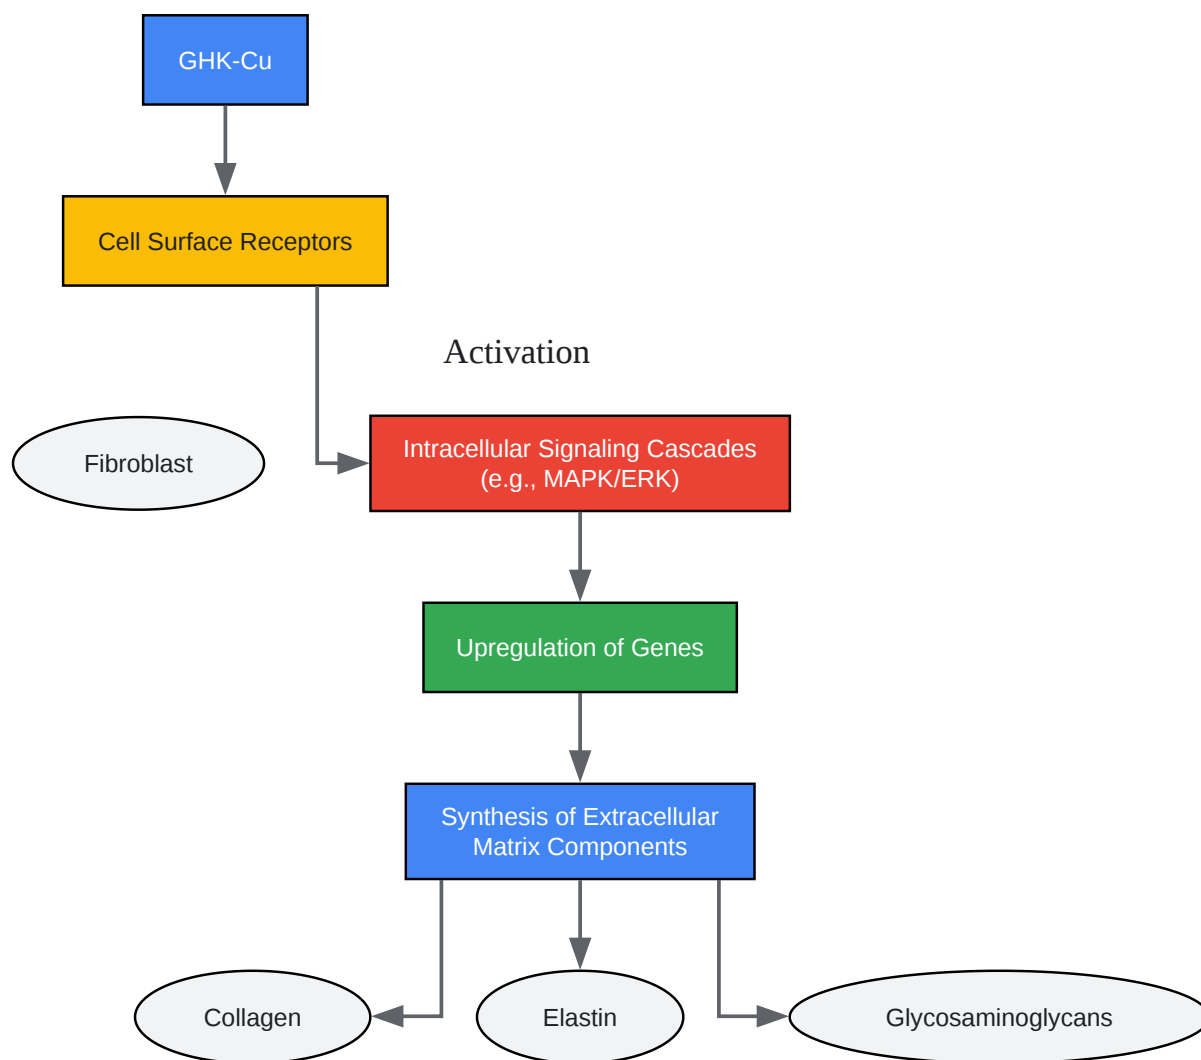 GHK-Cu
Cell Surface Receptors
Activation
Fibroblast
Intracellular Signaling Cascades
(e.g., MAPK/ERK)
Upregulation of Genes
Synthesis of Extracellular
Matrix Components
Collagen
Elastin
Glycosaminoglycans